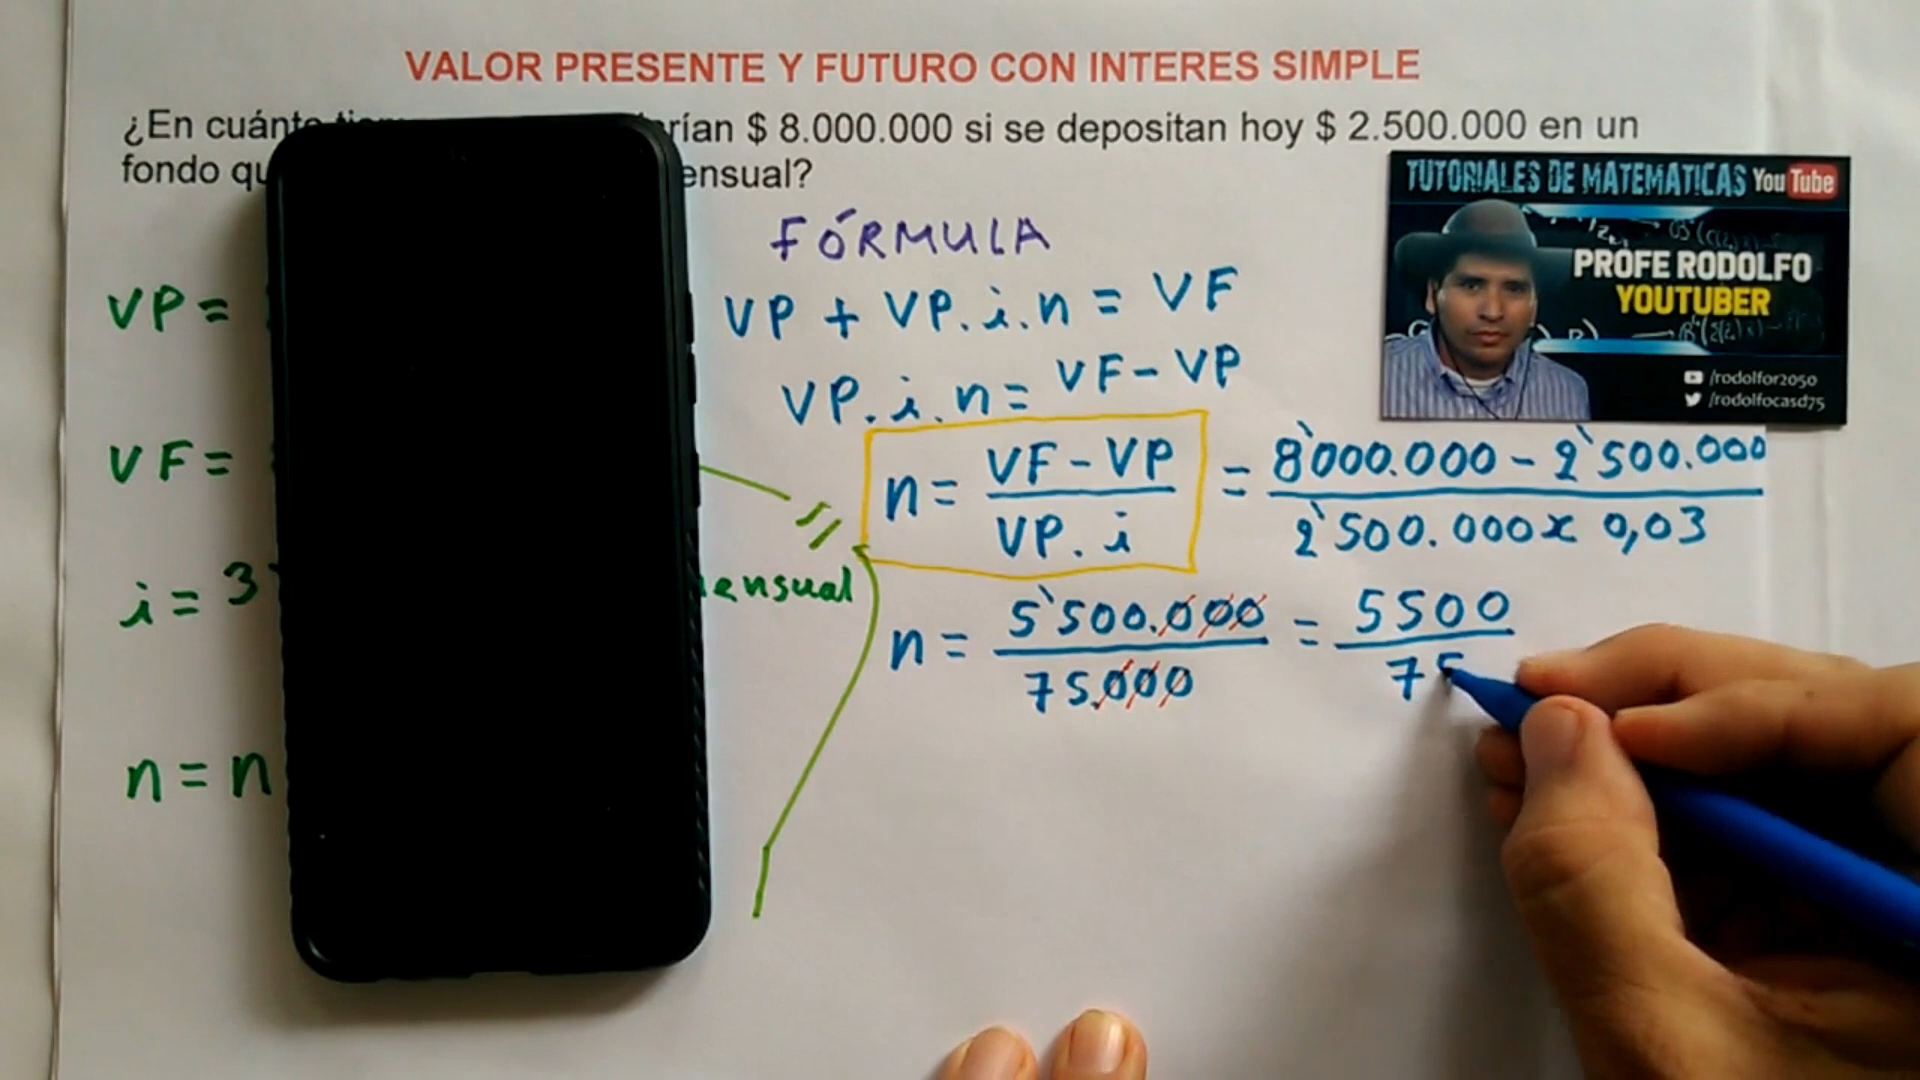 VALOR PRESENTE Y FUTURO CON INTERES SIMPLE
¿En rían $ 8.000.000 si se depositan hoy $ 2.500.000 en un
fondo ensual?
TUTORIALES DE MATEMATICAS YouTube
PROFE RODOLFO
YOUTUBER
/rodolfor2050
/rodolfocasd75
FÓRMULA
VP =
VP + VP.i.n = VF
VP.i.n = VF - VP
VF =
n = VF - VP = 8'000.000 - 2'500.000
VP.i 2'500.000 x 0,03
i = 3 ensual
n = 5'500.000 = 5500
75.000 75
n = n